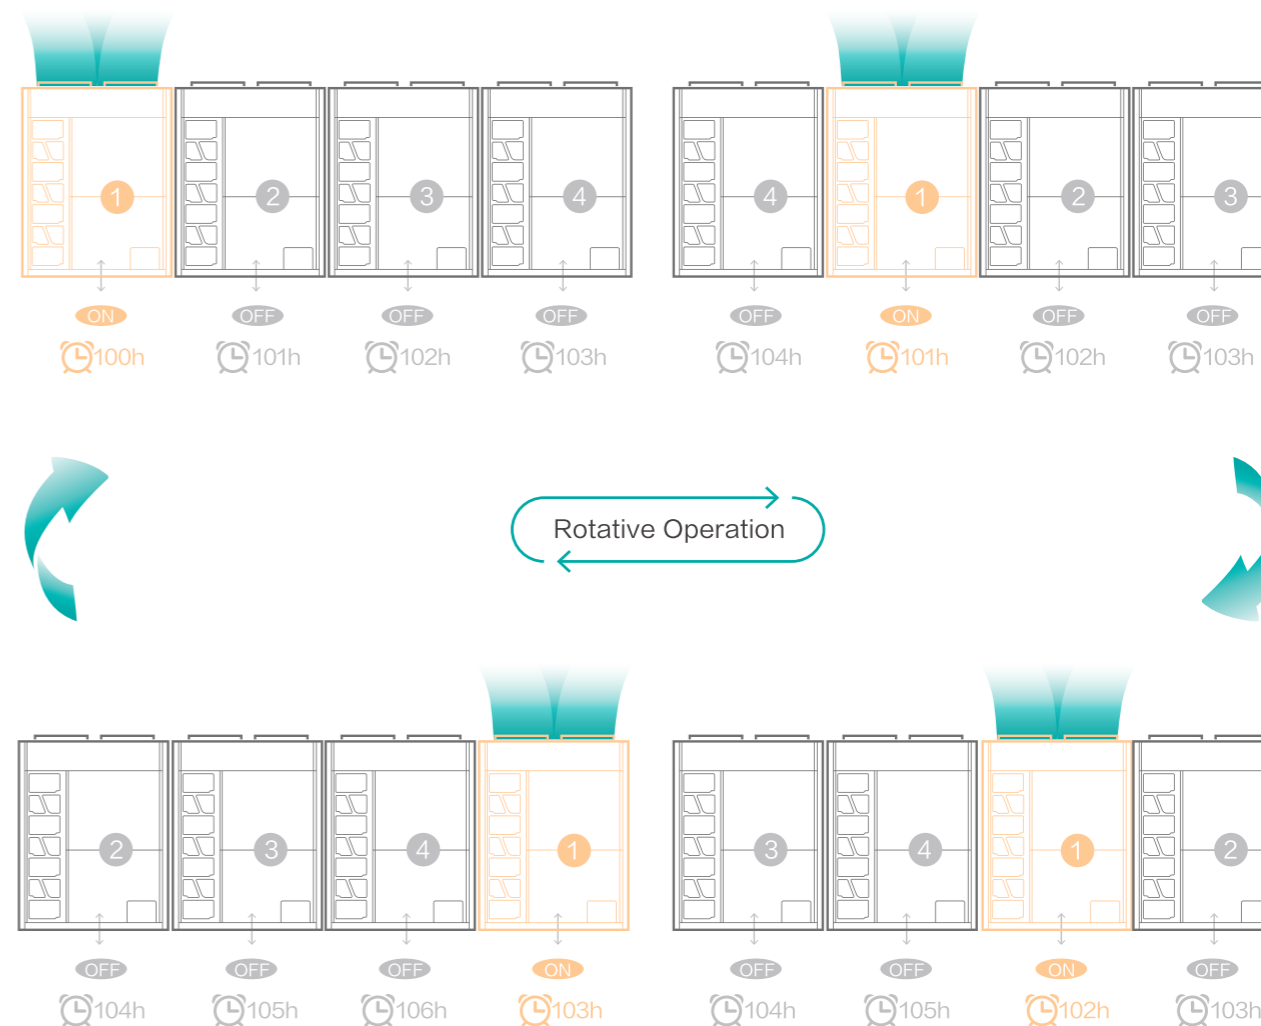 1 2 3 4
4 1 2 3
ON OFF OFF OFF
OFF ON OFF OFF
100h 101h 102h 103h
104h 101h 102h 103h
Rotative Operation
2 3 4 1
3 4 1 2
OFF OFF OFF ON
OFF OFF ON OFF
104h 105h 106h 103h
104h 105h 102h 103h